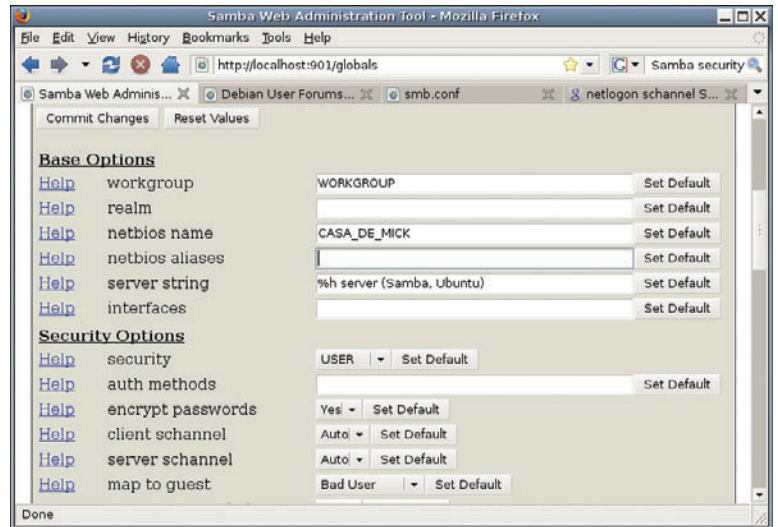 Samba Web Administration Tool - Mozilla Firefox
File Edit View History Bookmarks Tools Help
http://localhost:901/globals Samba security
Samba Web Adminis... Debian User Forums... smb.conf netlogon schannel S...
Commit Changes Reset Values
Base Options
Help workgroup WORKGROUP Set Default
Help realm Set Default
Help netbios name CASA_DE_MICK Set Default
Help netbios aliases Set Default
Help server string %h server (Samba, Ubuntu) Set Default
Help interfaces Set Default
Security Options
Help security USER Set Default
Help auth methods Set Default
Help encrypt passwords Yes Set Default
Help client schannel Auto Set Default
Help server schannel Auto Set Default
Help map to guest Bad User Set Default
Done